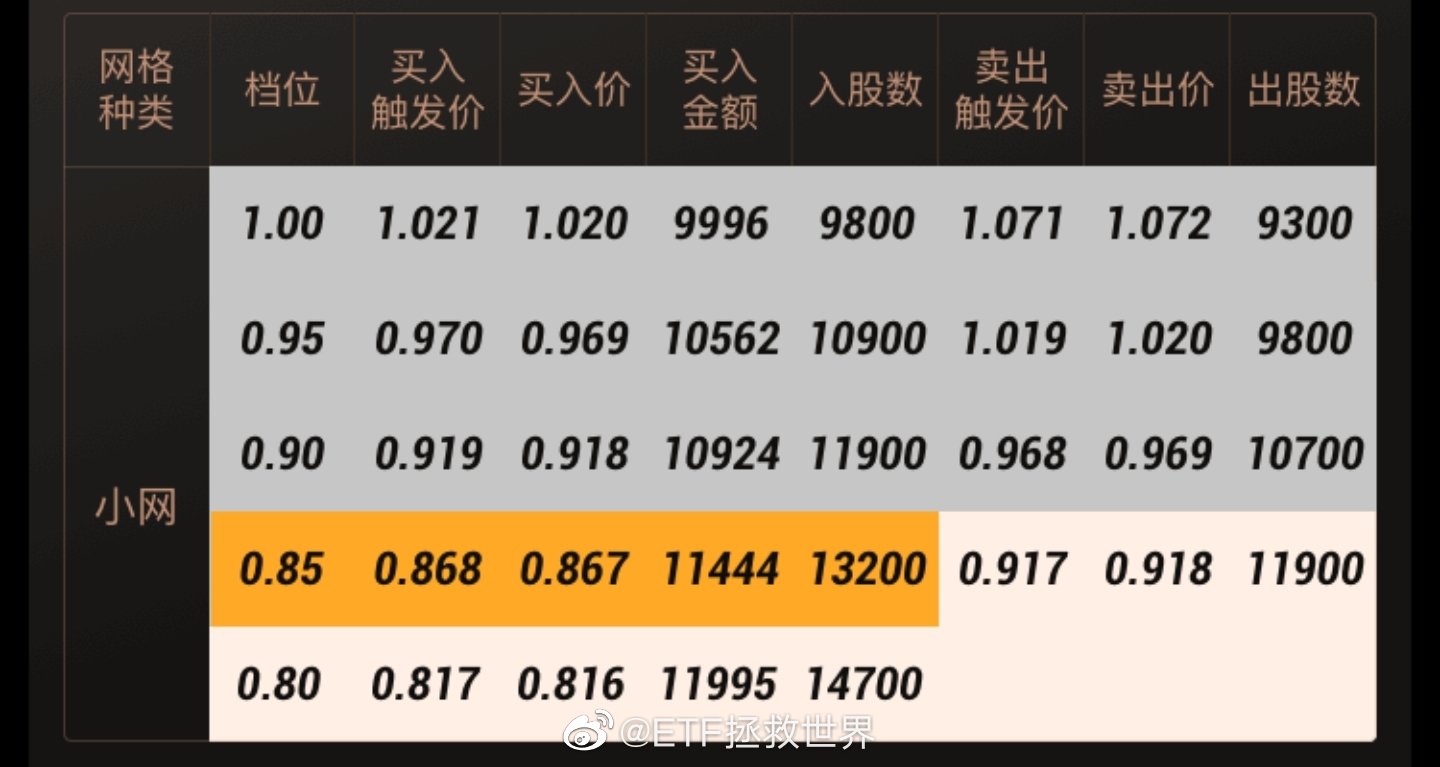 网格种类 档位 买入触发价 买入价 买入金额 入股数 卖出触发价 卖出价 出股数
小网
1.00 1.021 1.020 9996 9800 1.071 1.072 9300
0.95 0.970 0.969 10562 10900 1.019 1.020 9800
0.90 0.919 0.918 10924 11900 0.968 0.969 10700
0.85 0.868 0.867 11444 13200 0.917 0.918 11900
0.80 0.817 0.816 11995 14700
@ETF拯救世界